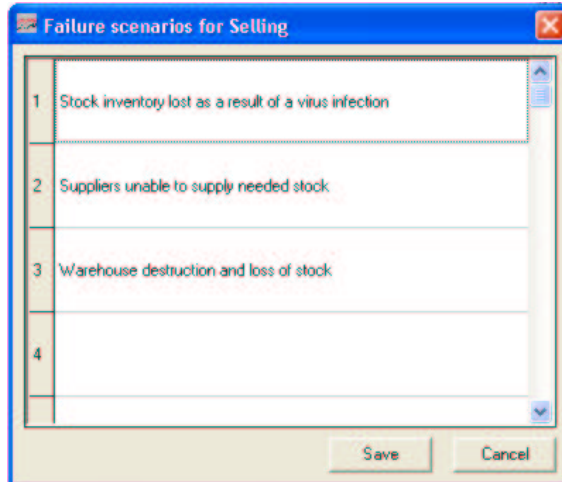 Failure scenarios for Selling
1 Stock inventory lost as a result of a virus infection
2 Suppliers unable to supply needed stock
3 Warehouse destruction and loss of stock
4
Save Cancel